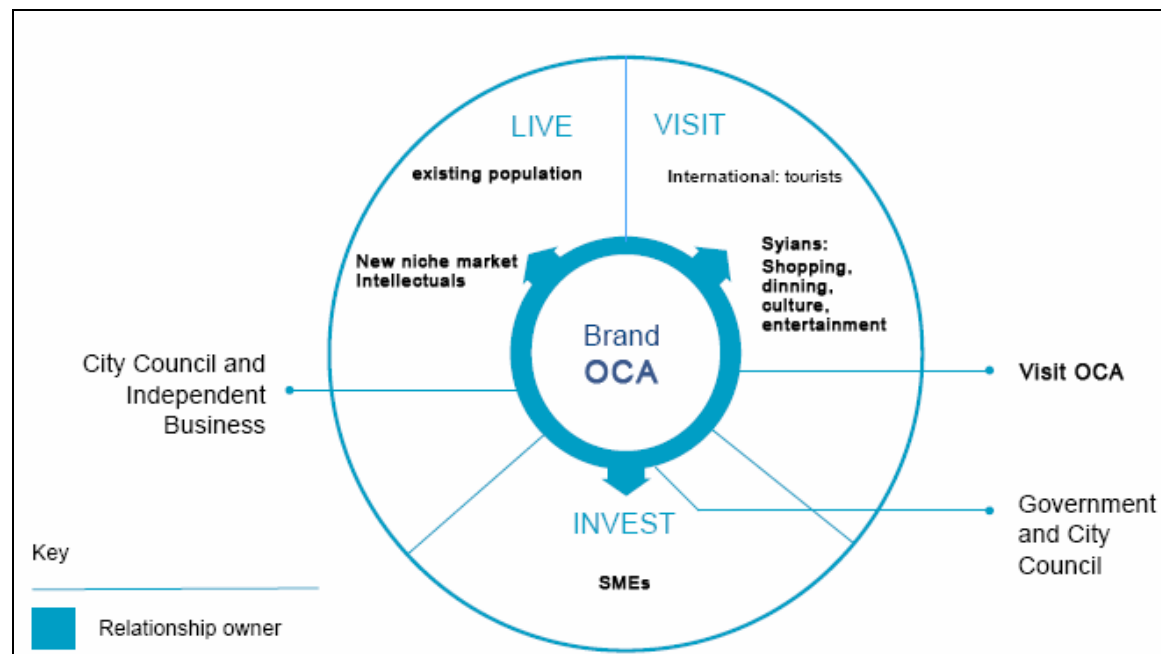 LIVE
VISIT
existing population
International: tourists
New niche market
Intellectuals
Syians:
Shopping,
dinning,
culture,
entertainment
Brand
OCA
City Council and
Independent
Business
Visit OCA
INVEST
SMEs
Government
and City
Council
Key
Relationship owner